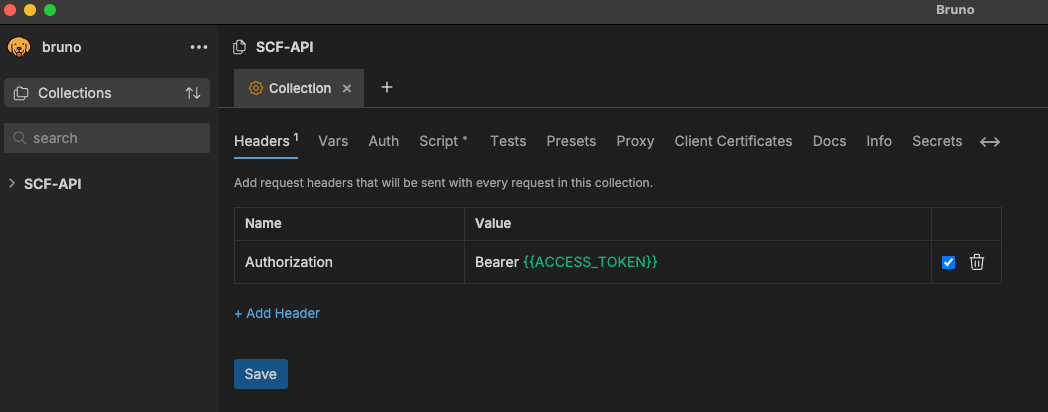 Bruno
bruno
SCF-API
Collections
Collection
search
Headers 1 Vars Auth Script Tests Presets Proxy Client Certificates Docs Info Secrets
SCF-API
Add request headers that will be sent with every request in this collection.
Name Value
Authorization Bearer {{ACCESS_TOKEN}}
+ Add Header
Save